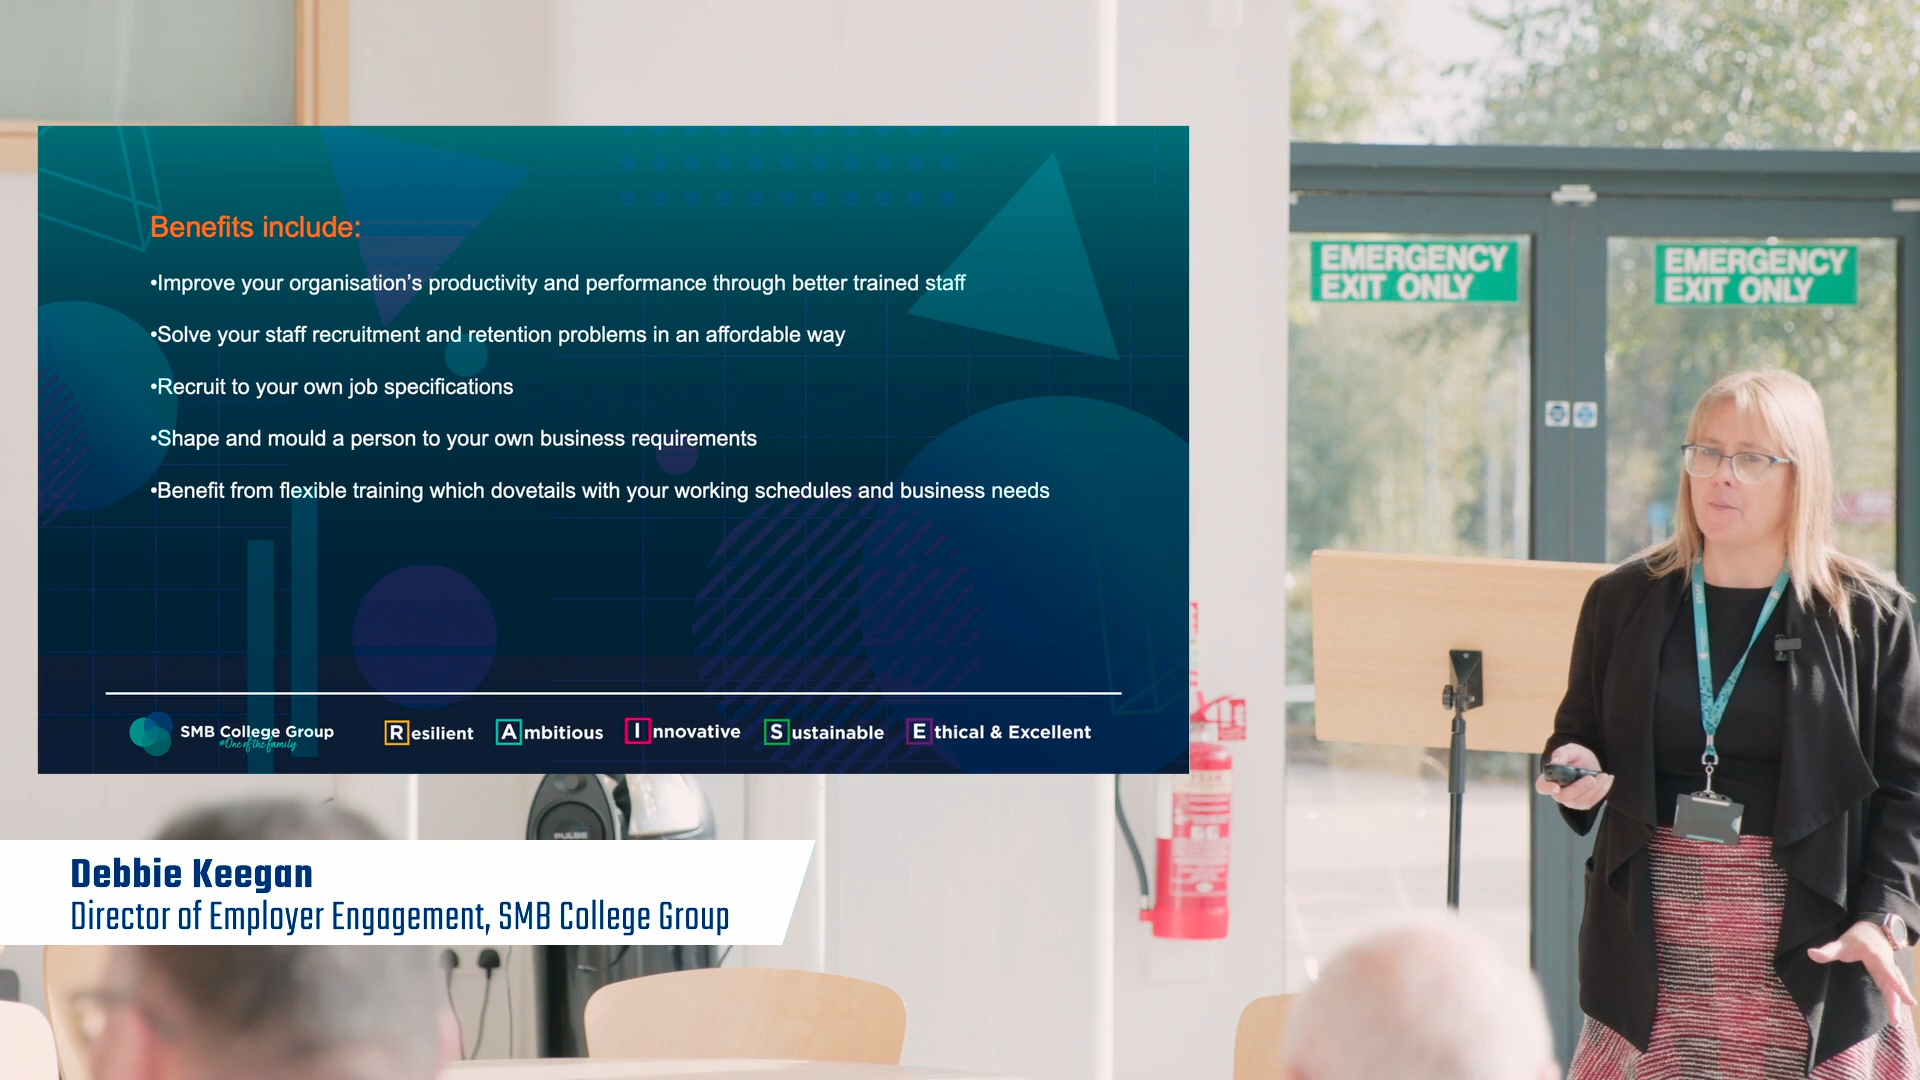 Benefits include:
•Improve your organisation’s productivity and performance through better trained staff
•Solve your staff recruitment and retention problems in an affordable way
•Recruit to your own job specifications
•Shape and mould a person to your own business requirements
•Benefit from flexible training which dovetails with your working schedules and business needs
SMB College Group
#One of the family
Resilient Ambitious Innovative Sustainable Ethical & Excellent
EMERGENCY
EXIT ONLY
EMERGENCY
EXIT ONLY
PULSE
Debbie Keegan
Director of Employer Engagement, SMB College Group